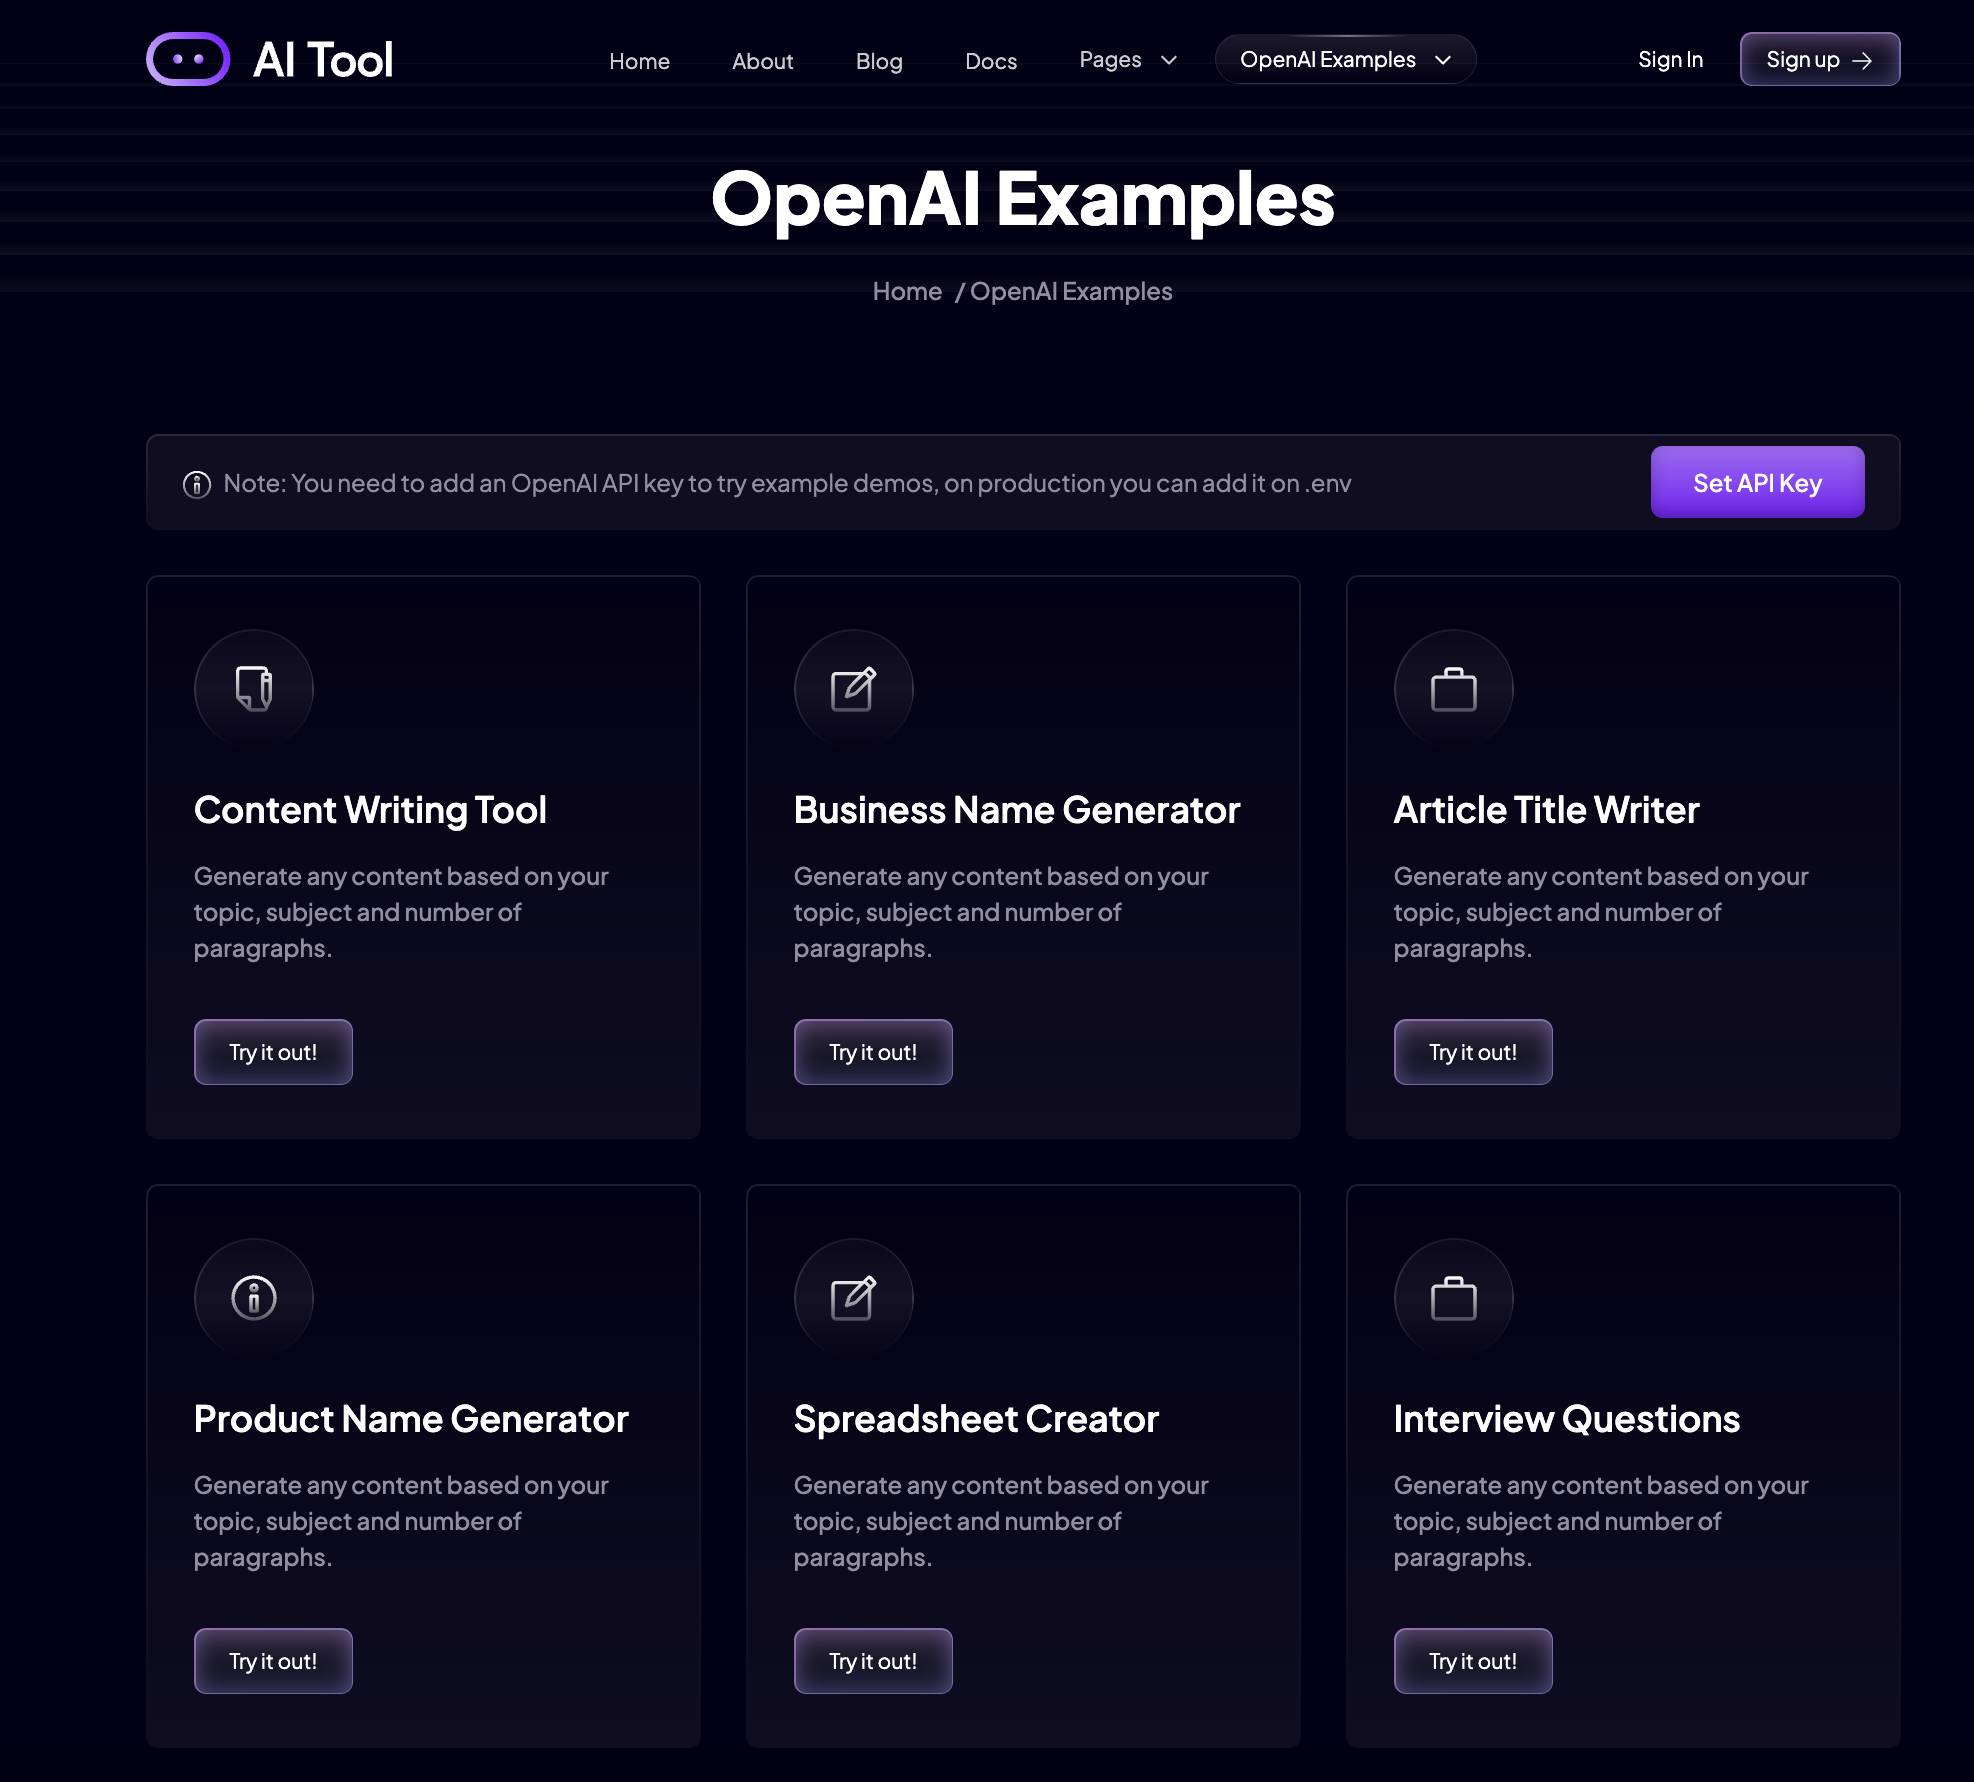 AI Tool
Home About Blog Docs Pages OpenAI Examples Sign In Sign up
OpenAI Examples
Home / OpenAI Examples
Note: You need to add an OpenAI API key to try example demos, on production you can add it on .env
Set API Key
Content Writing Tool
Generate any content based on your
topic, subject and number of
paragraphs.
Try it out!
Business Name Generator
Generate any content based on your
topic, subject and number of
paragraphs.
Try it out!
Article Title Writer
Generate any content based on your
topic, subject and number of
paragraphs.
Try it out!
Product Name Generator
Generate any content based on your
topic, subject and number of
paragraphs.
Try it out!
Spreadsheet Creator
Generate any content based on your
topic, subject and number of
paragraphs.
Try it out!
Interview Questions
Generate any content based on your
topic, subject and number of
paragraphs.
Try it out!